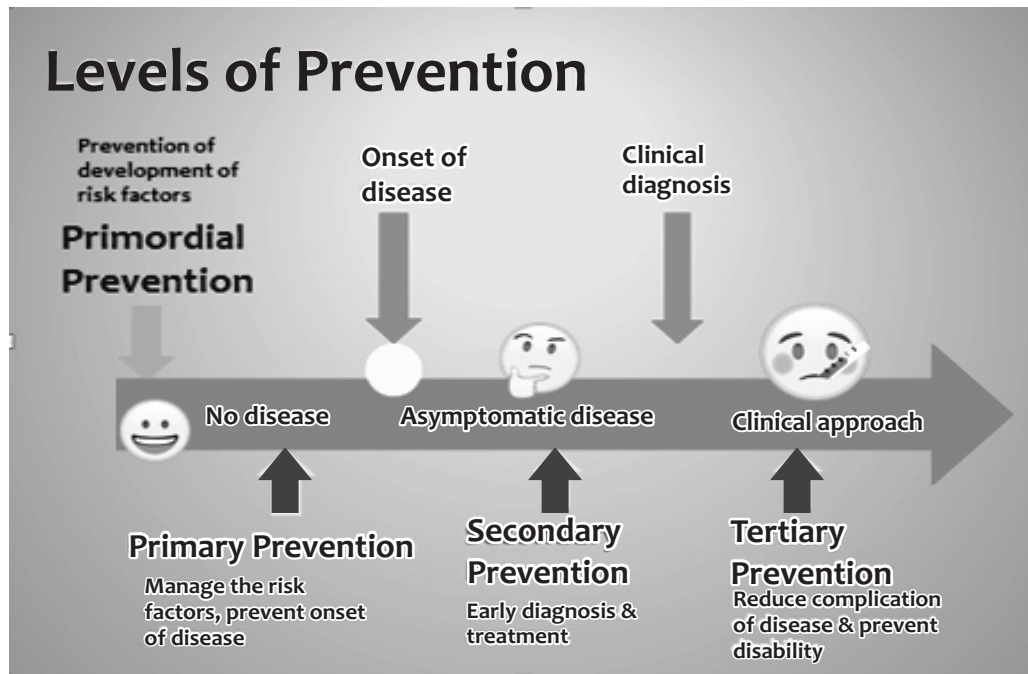 Levels of Prevention
Prevention of
development of
risk factors
Primordial
Prevention
Onset of
disease
Clinical
diagnosis
No disease
Asymptomatic disease
Clinical approach
Primary Prevention
Manage the risk
factors, prevent onset
of disease
Secondary
Prevention
Early diagnosis &
treatment
Tertiary
Prevention
Reduce complication
of disease & prevent
disability